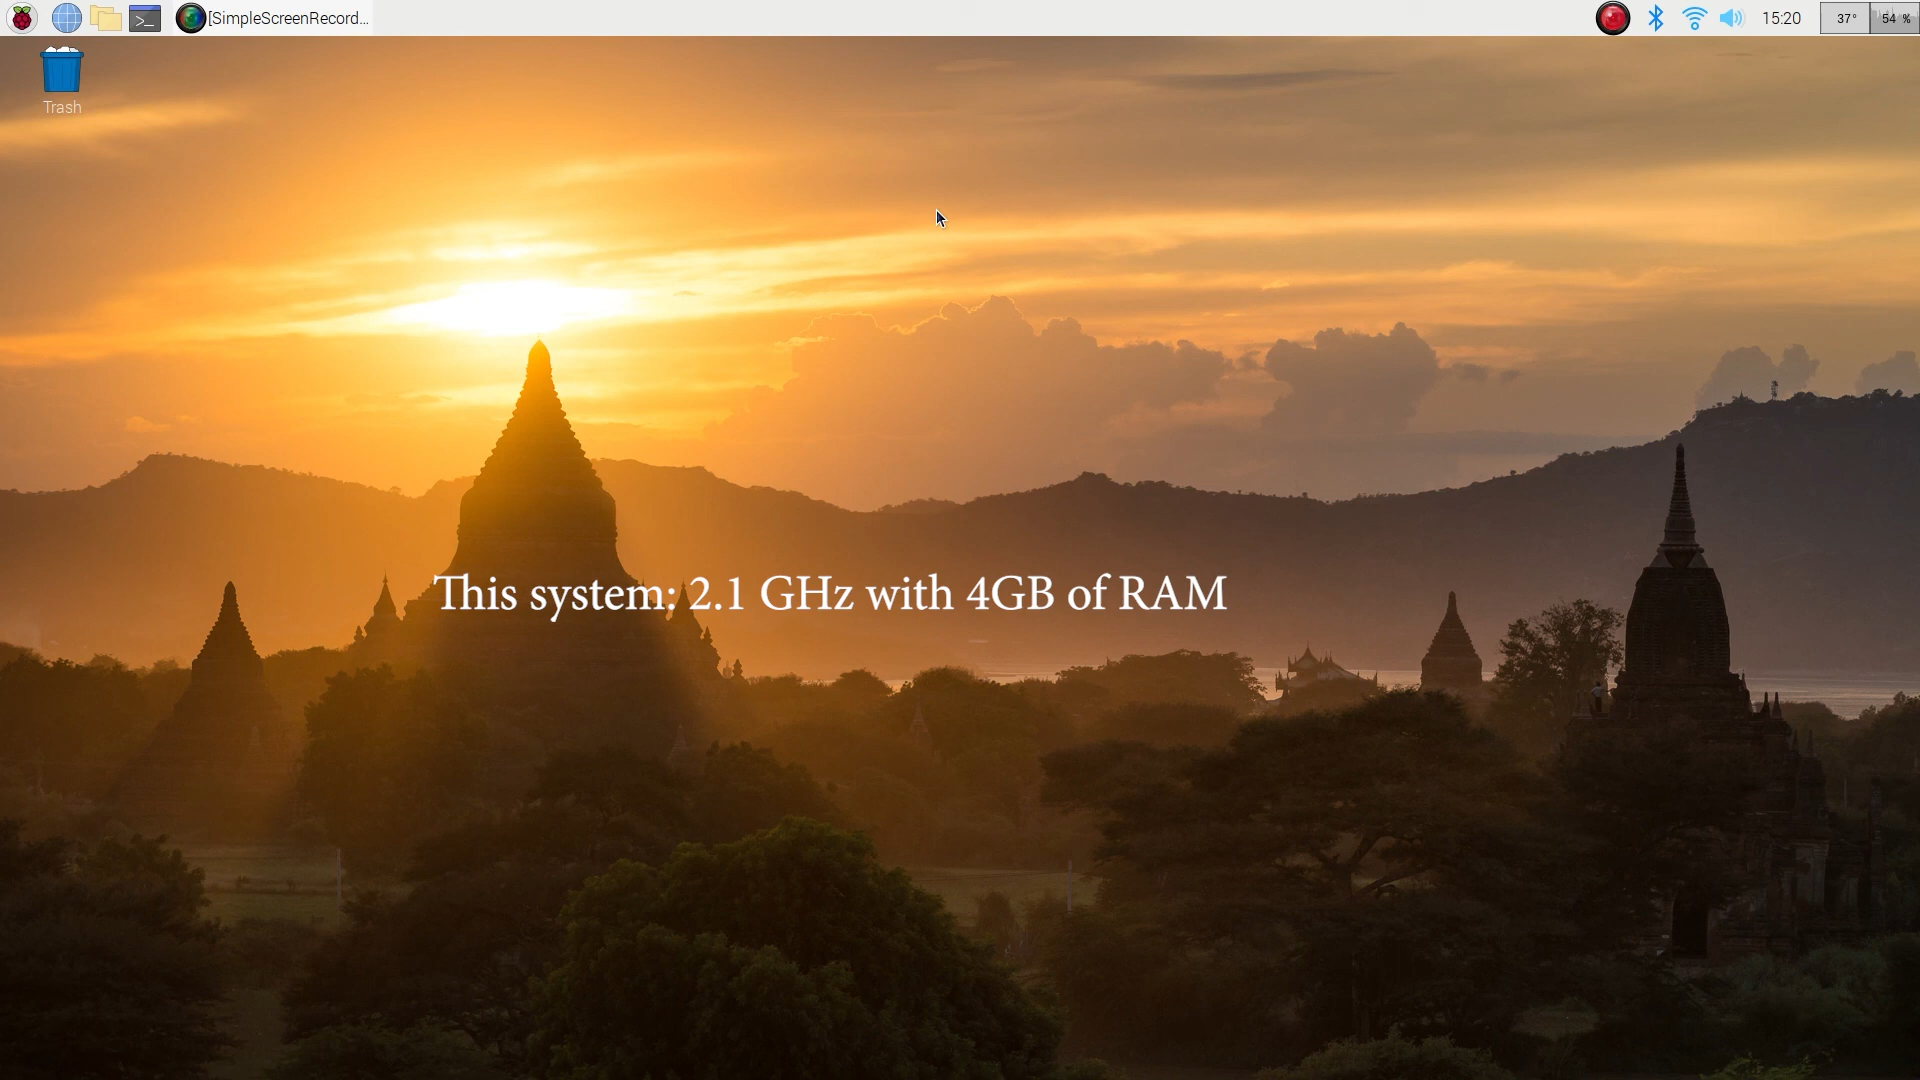 [SimpleScreenRecord...
15:20
37°
54 %
Trash
This system: 2.1 GHz with 4GB of RAM